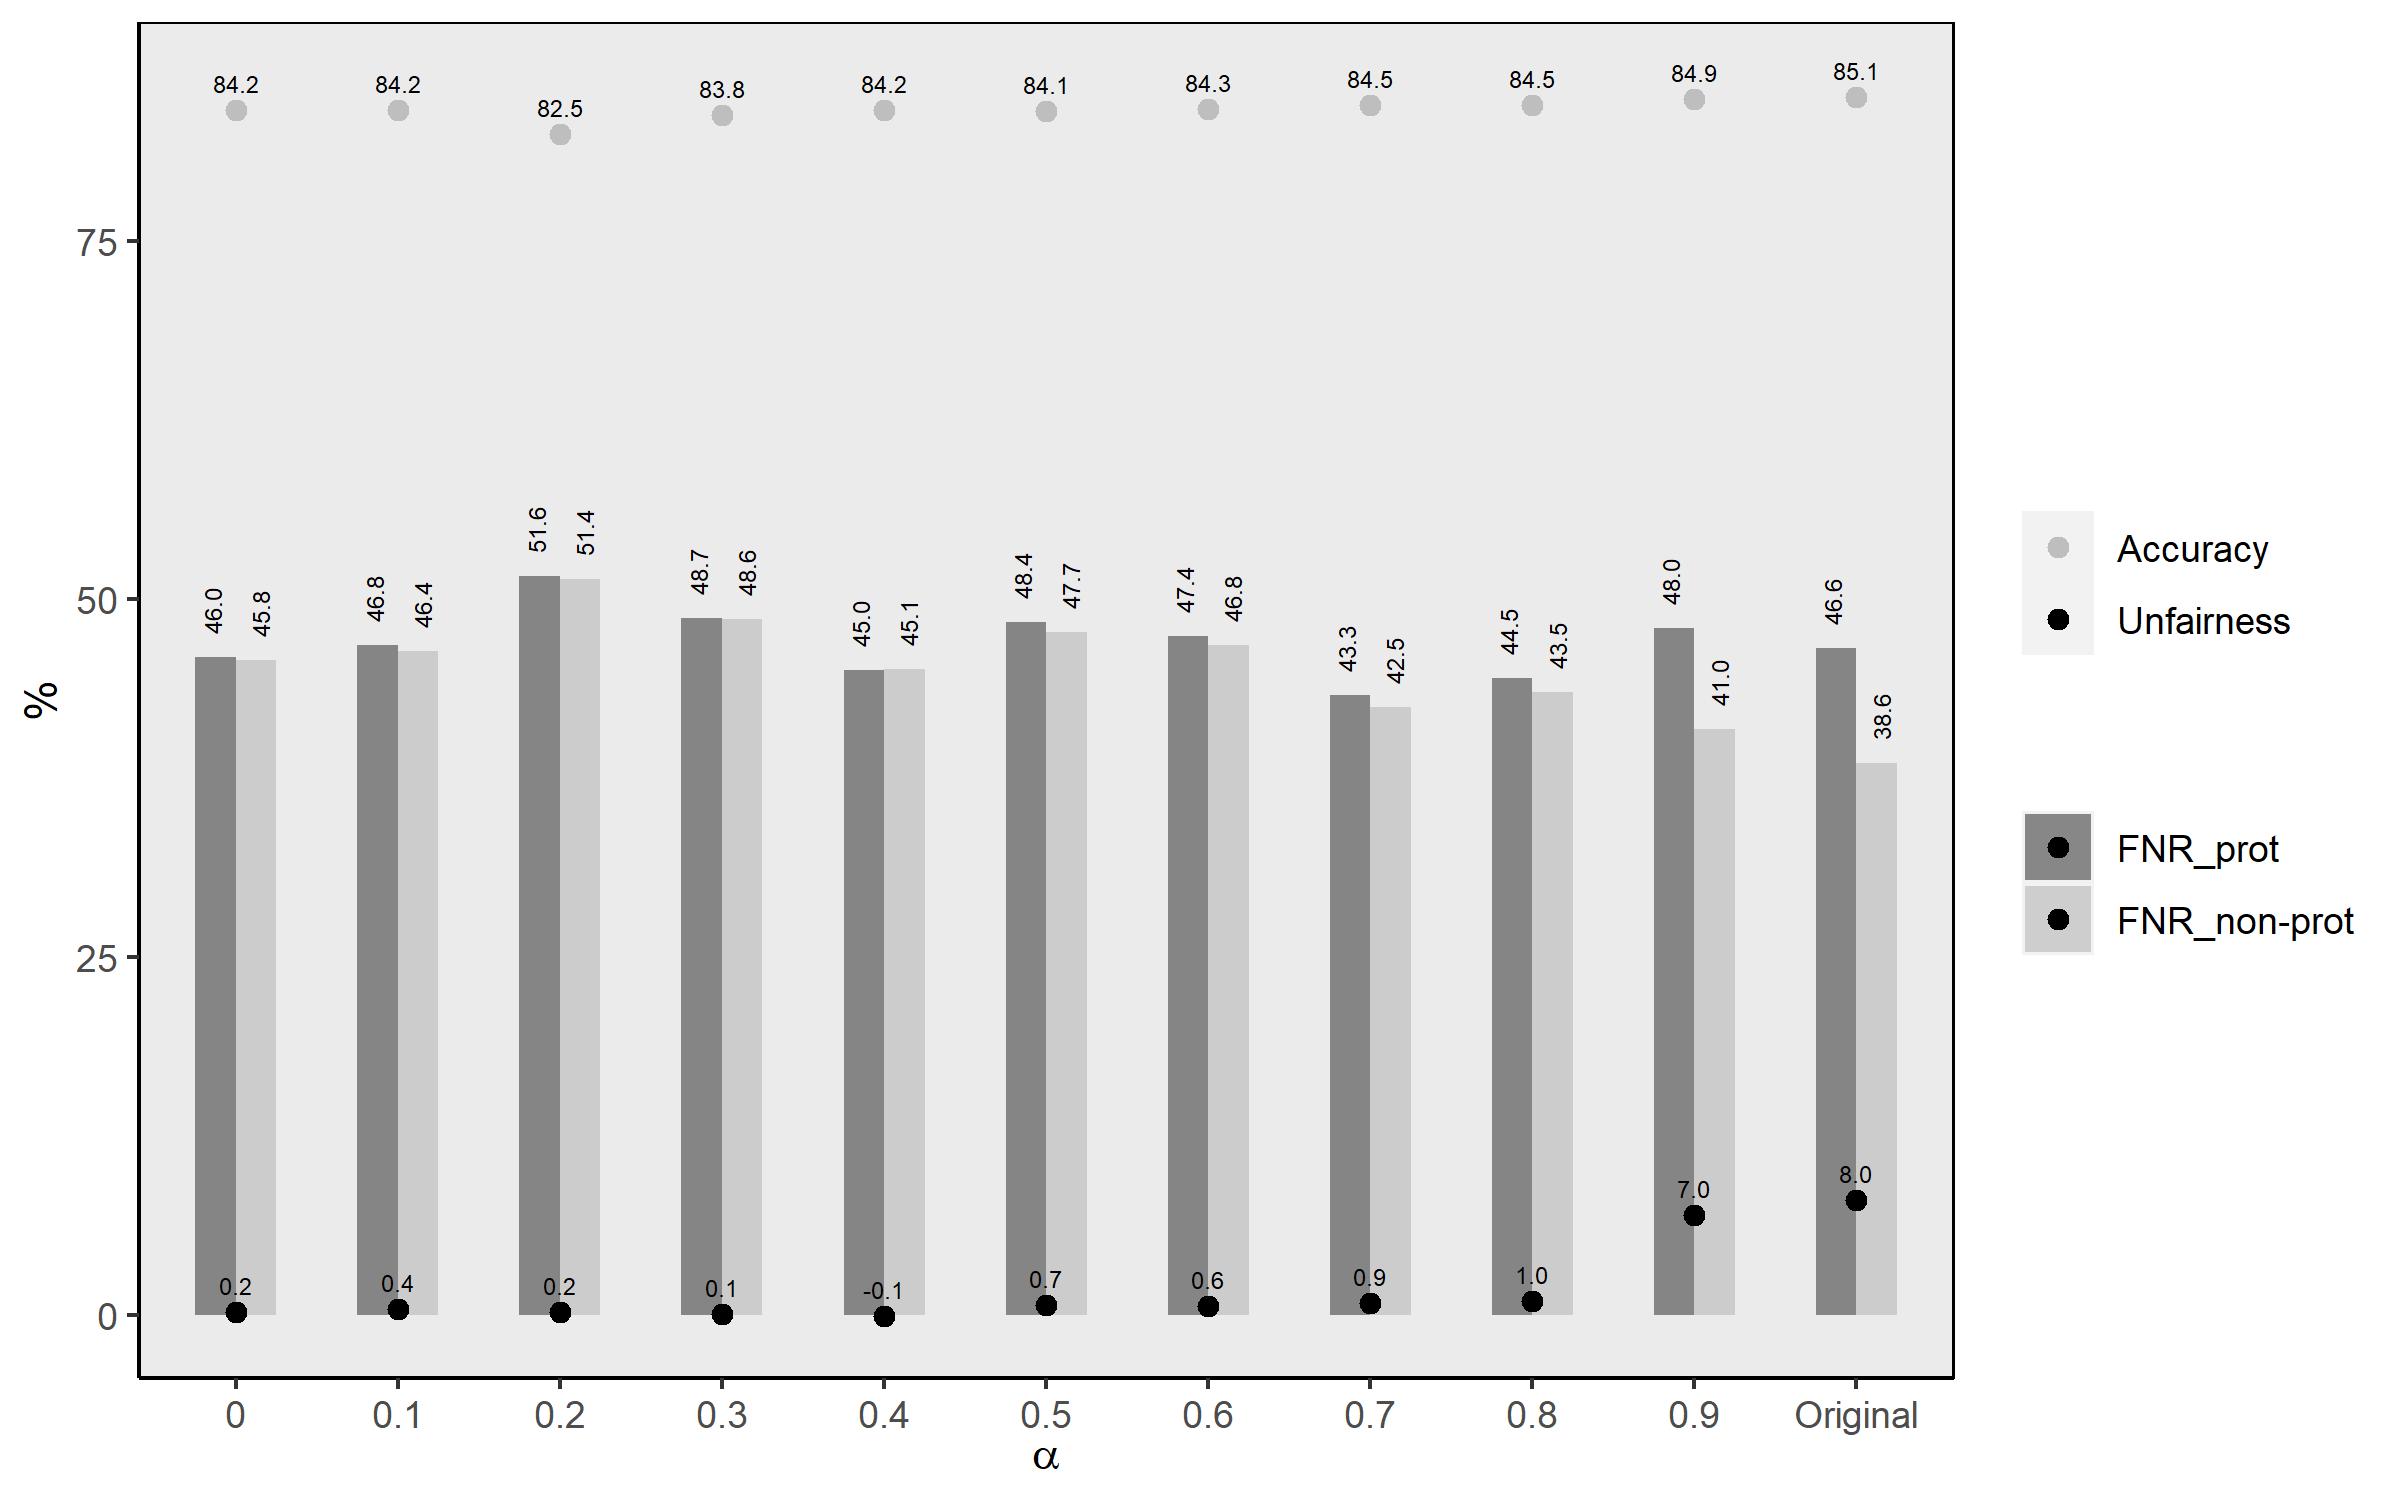 84.2 84.2 82.5 83.8 84.2 84.1 84.3 84.5 84.5 84.9 85.1
75
50
25
0
%
46.0 45.8 46.8 46.4 51.6 51.4 48.7 48.6 45.0 45.1 48.4 47.7 47.4 46.8 43.3 42.5 44.5 43.5 48.0 41.0 46.6 38.6
0.2 0.4 0.2 0.1 -0.1 0.7 0.6 0.9 1.0 7.0 8.0
0 0.1 0.2 0.3 0.4 0.5 0.6 0.7 0.8 0.9 Original
α
Accuracy
Unfairness
FNR_prot
FNR_non-prot